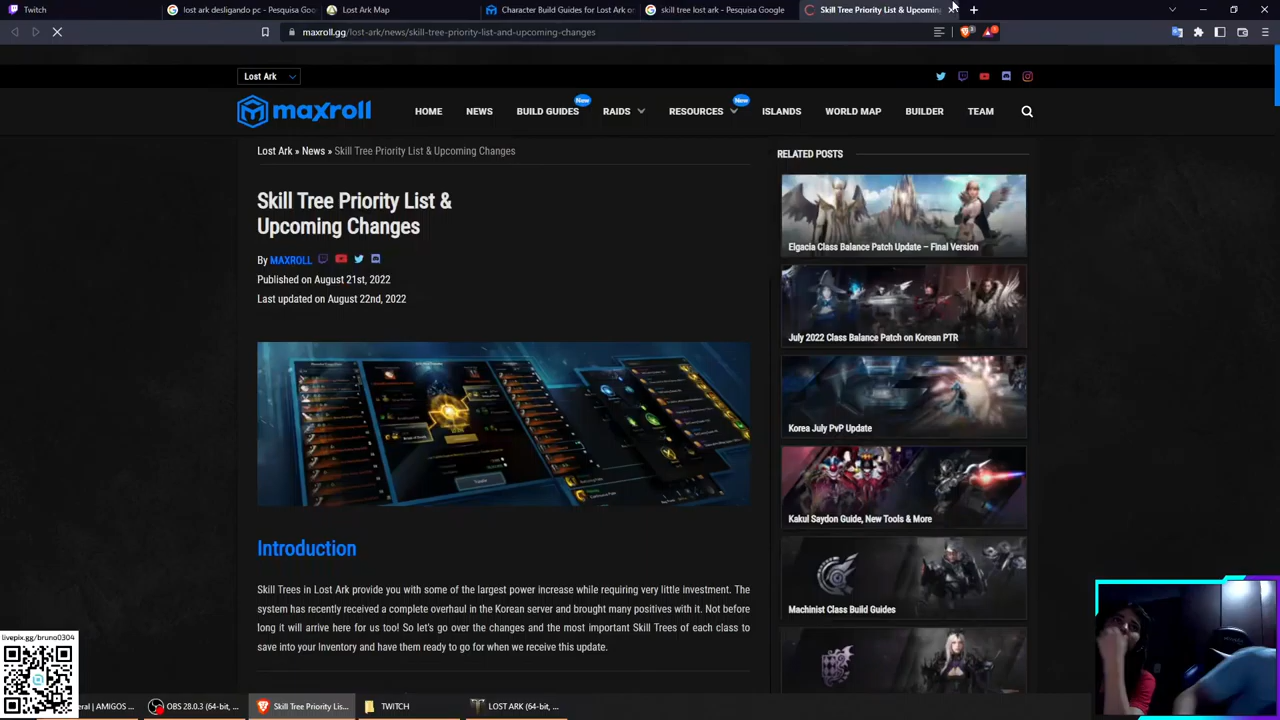 Twitch
lost ark desligando pc - Pesquisa Go
Lost Ark Map
Character Build Guides for Lost Ark or
skill tree lost ark - Pesquisa Google
Skill Tree Priority List & Upcoming
maxroll.gg/lost-ark/news/skill-tree-priority-list-and-upcoming-changes
Lost Ark
maxroll
HOME
NEWS
BUILD GUIDES
New
RAIDS
RESOURCES
New
ISLANDS
WORLD MAP
BUILDER
TEAM
Lost Ark » News » Skill Tree Priority List & Upcoming Changes
Skill Tree Priority List &
Upcoming Changes
By MAXROLL
Published on August 21st, 2022
Last updated on August 22nd, 2022
Introduction
Skill Trees in Lost Ark provide you with some of the largest power increase while requiring very little investment. The
system has recently received a complete overhaul in the Korean server and brought many positives with it. Not before
long it will arrive here for us too! So let's go over the changes and the most important Skill Trees of each class to
save into your Inventory and have them ready to go for when we receive this update.
RELATED POSTS
Elgacia Class Balance Patch Update – Final Version
July 2022 Class Balance Patch on Korean PTR
Korea July PvP Update
Kakul Saydon Guide, New Tools & More
Machinist Class Build Guides
livepix.gg/bruno0304
eral | AMIGOS ...
OBS 28.0.3 (64-bit, ...
Skill Tree Priority Lis...
TWITCH
LOST ARK (64-bit, ...